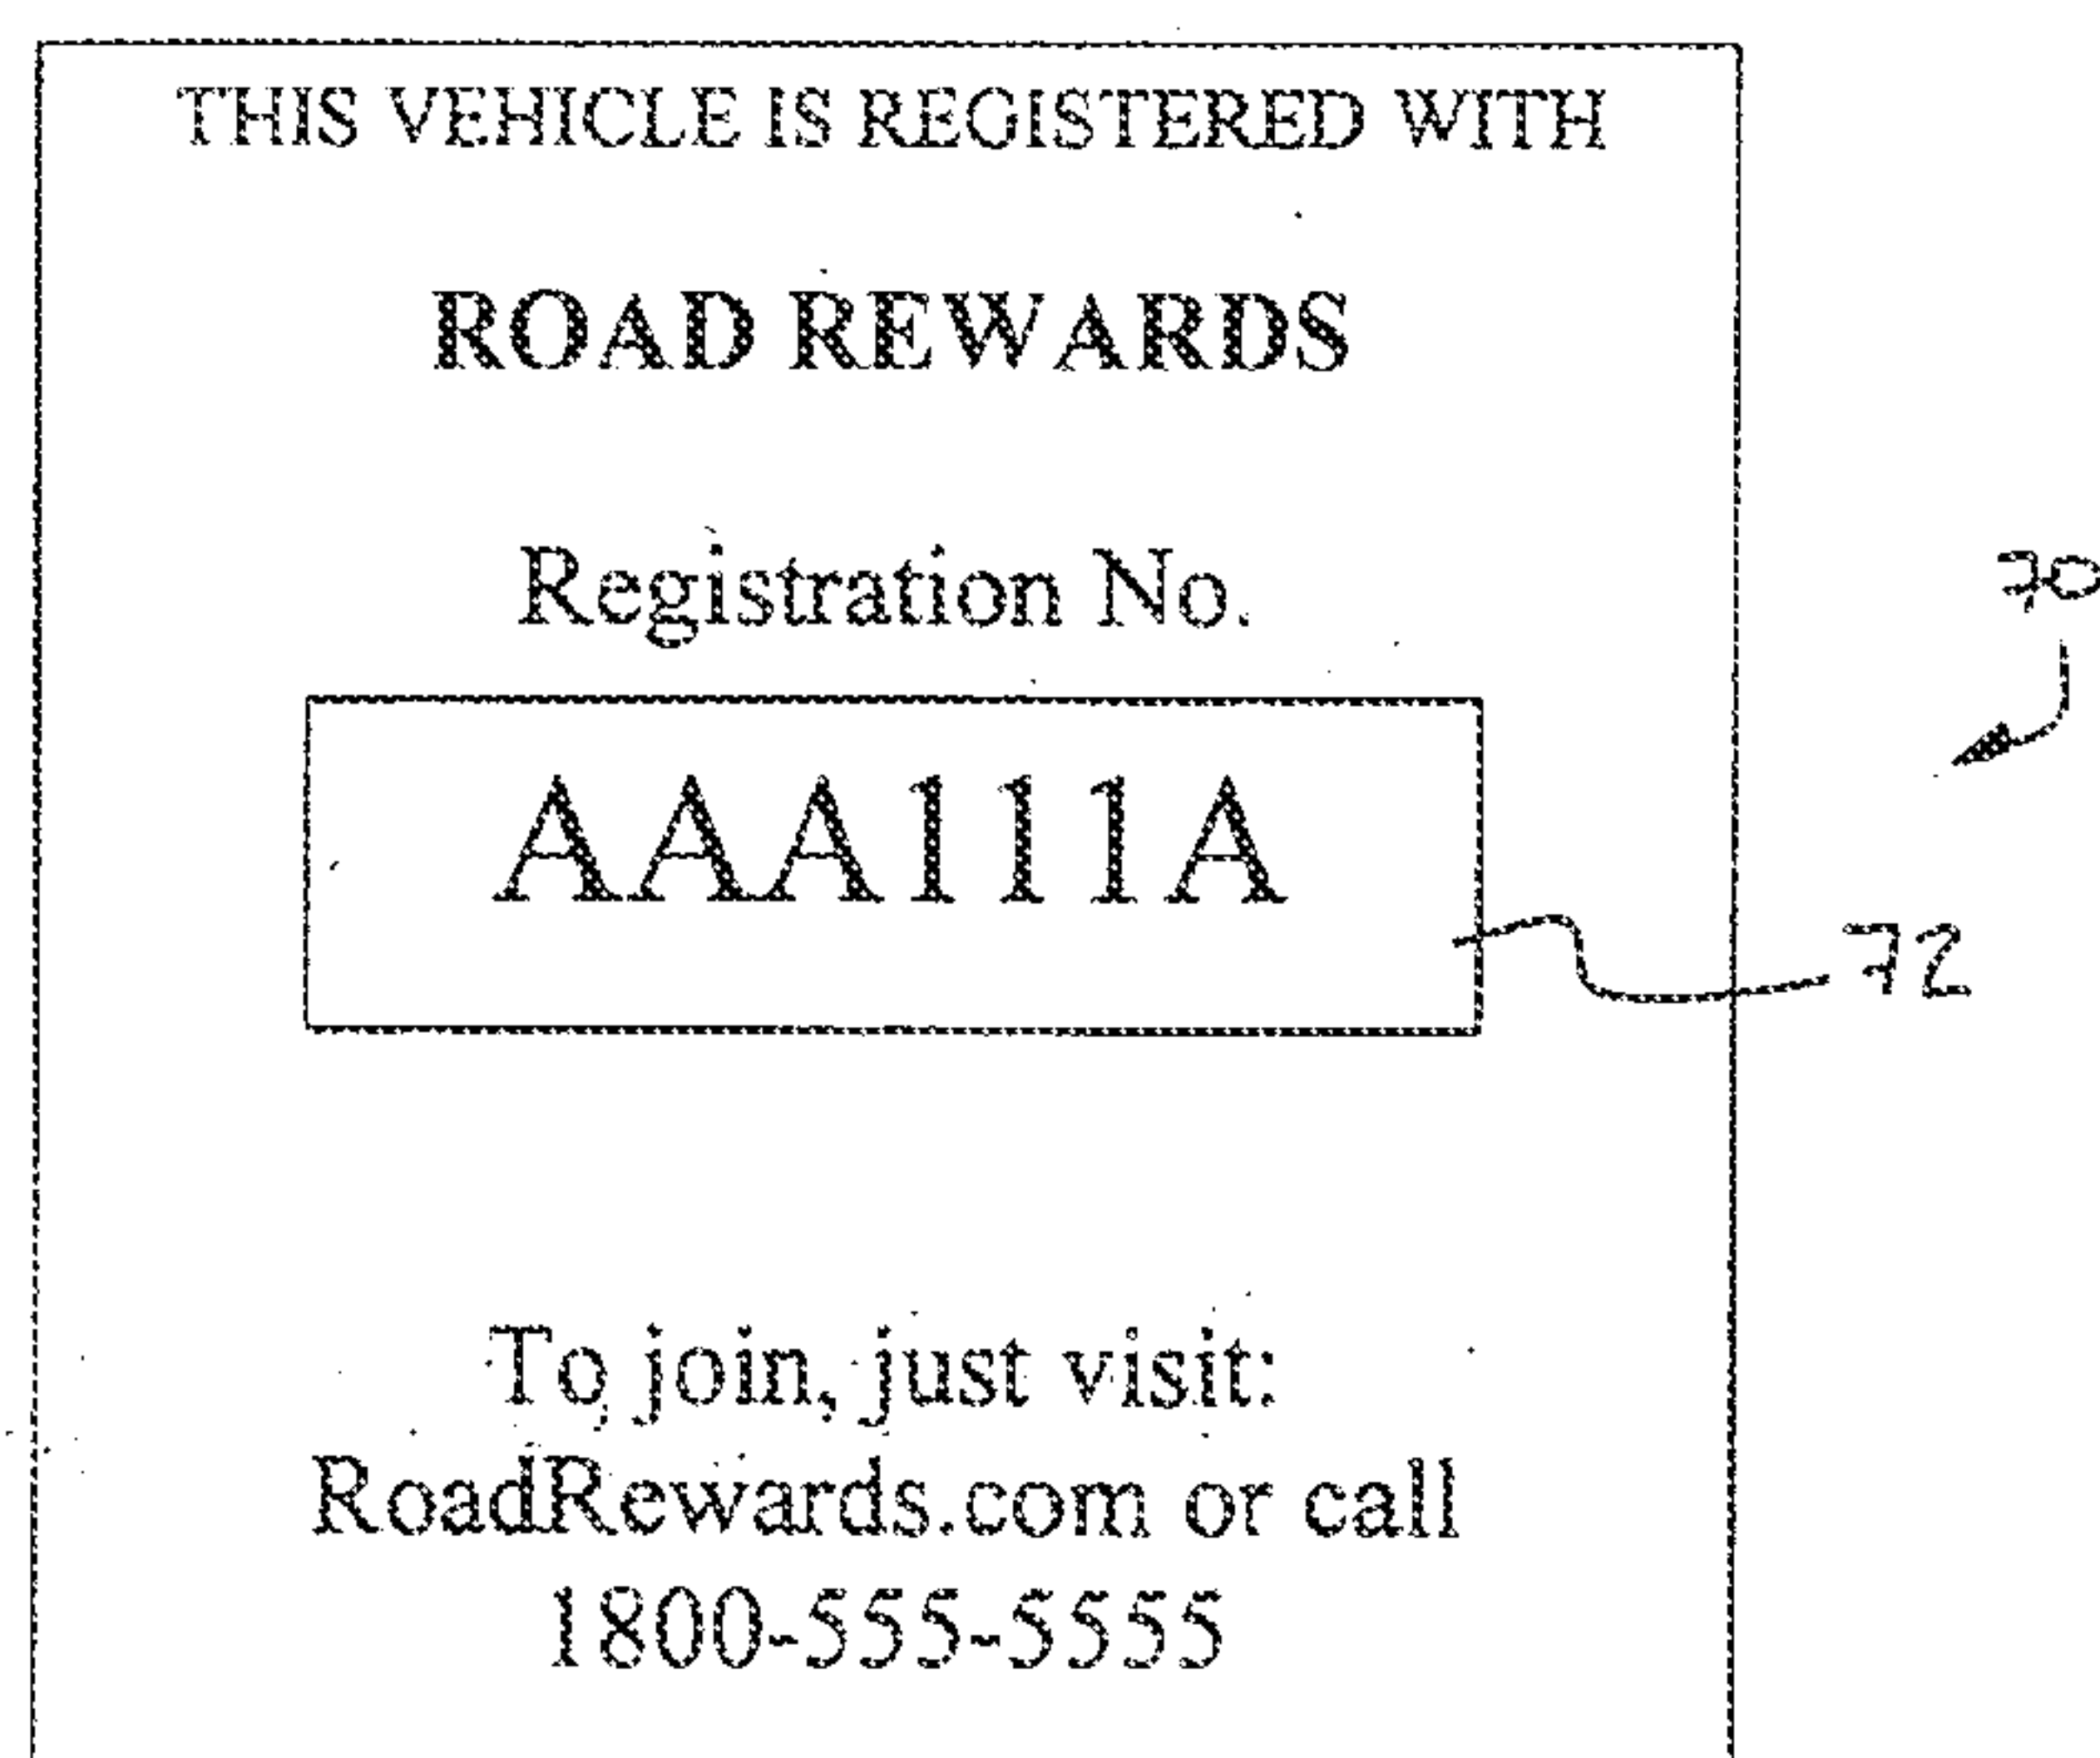 THIS VEHICLE IS REGISTERED WITH
ROAD REWARDS
Registration No.
70
AAA111A
72
To join, just visit:
RoadRewards.com or call
1800-555-5555